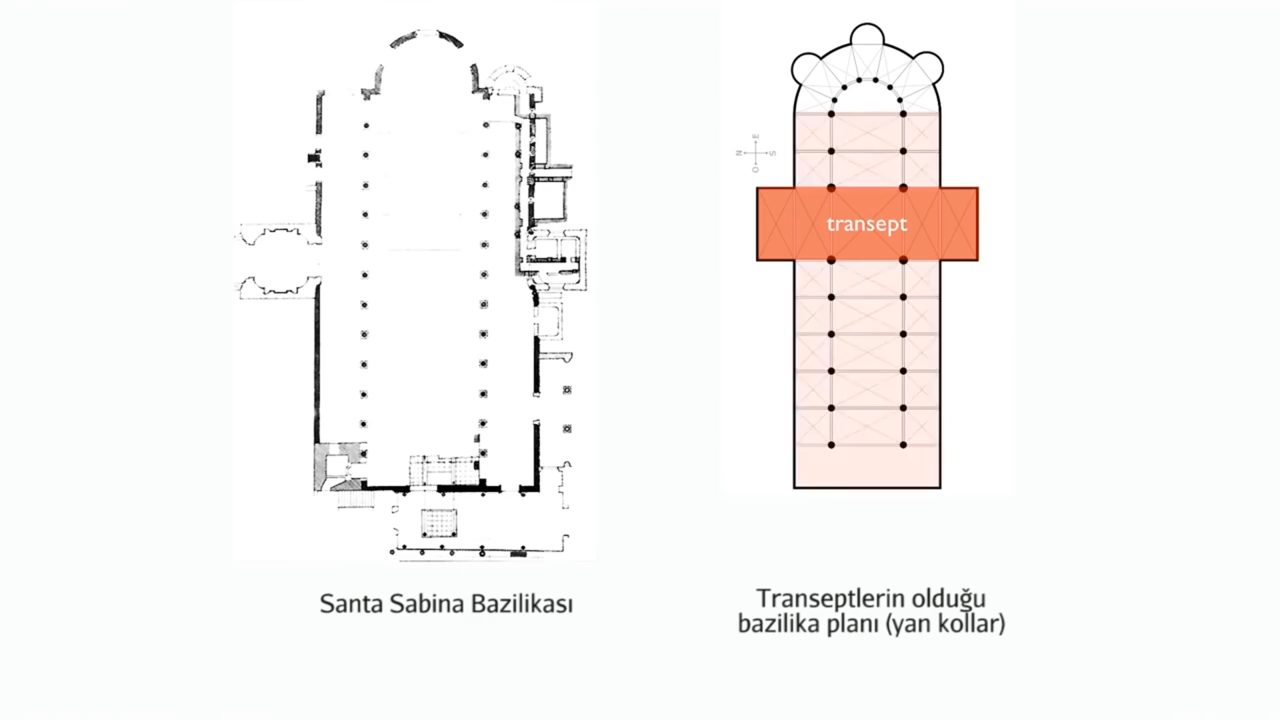 E
N
S
O
transept
Santa Sabina Bazilikası
Transeptlerin olduğu
bazilika planı (yan kollar)